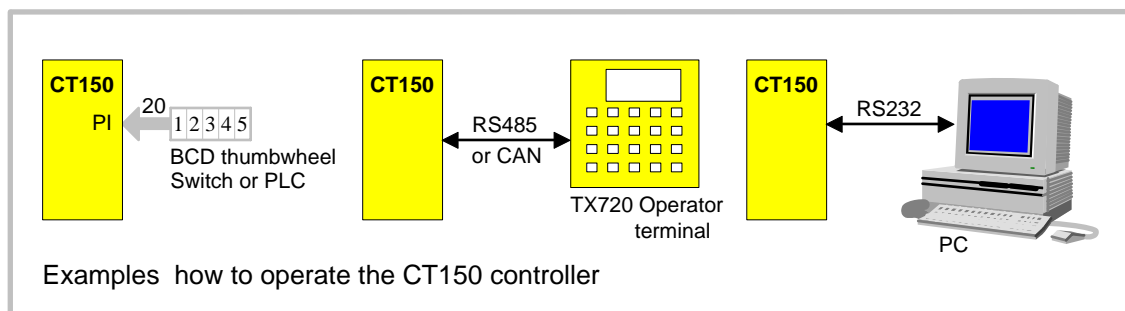 CT150
20
PI
1 2 3 4 5
BCD thumbwheel
Switch or PLC
CT150
RS485
or CAN
TX720 Operator
terminal
CT150
RS232
PC
Examples how to operate the CT150 controller